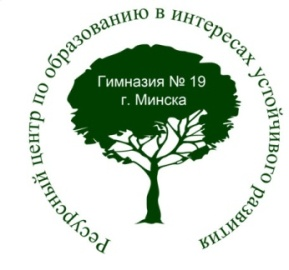 Ресурсный центр по образованию в интересах устойчивого развития
Гимназия № 19
г. Минска